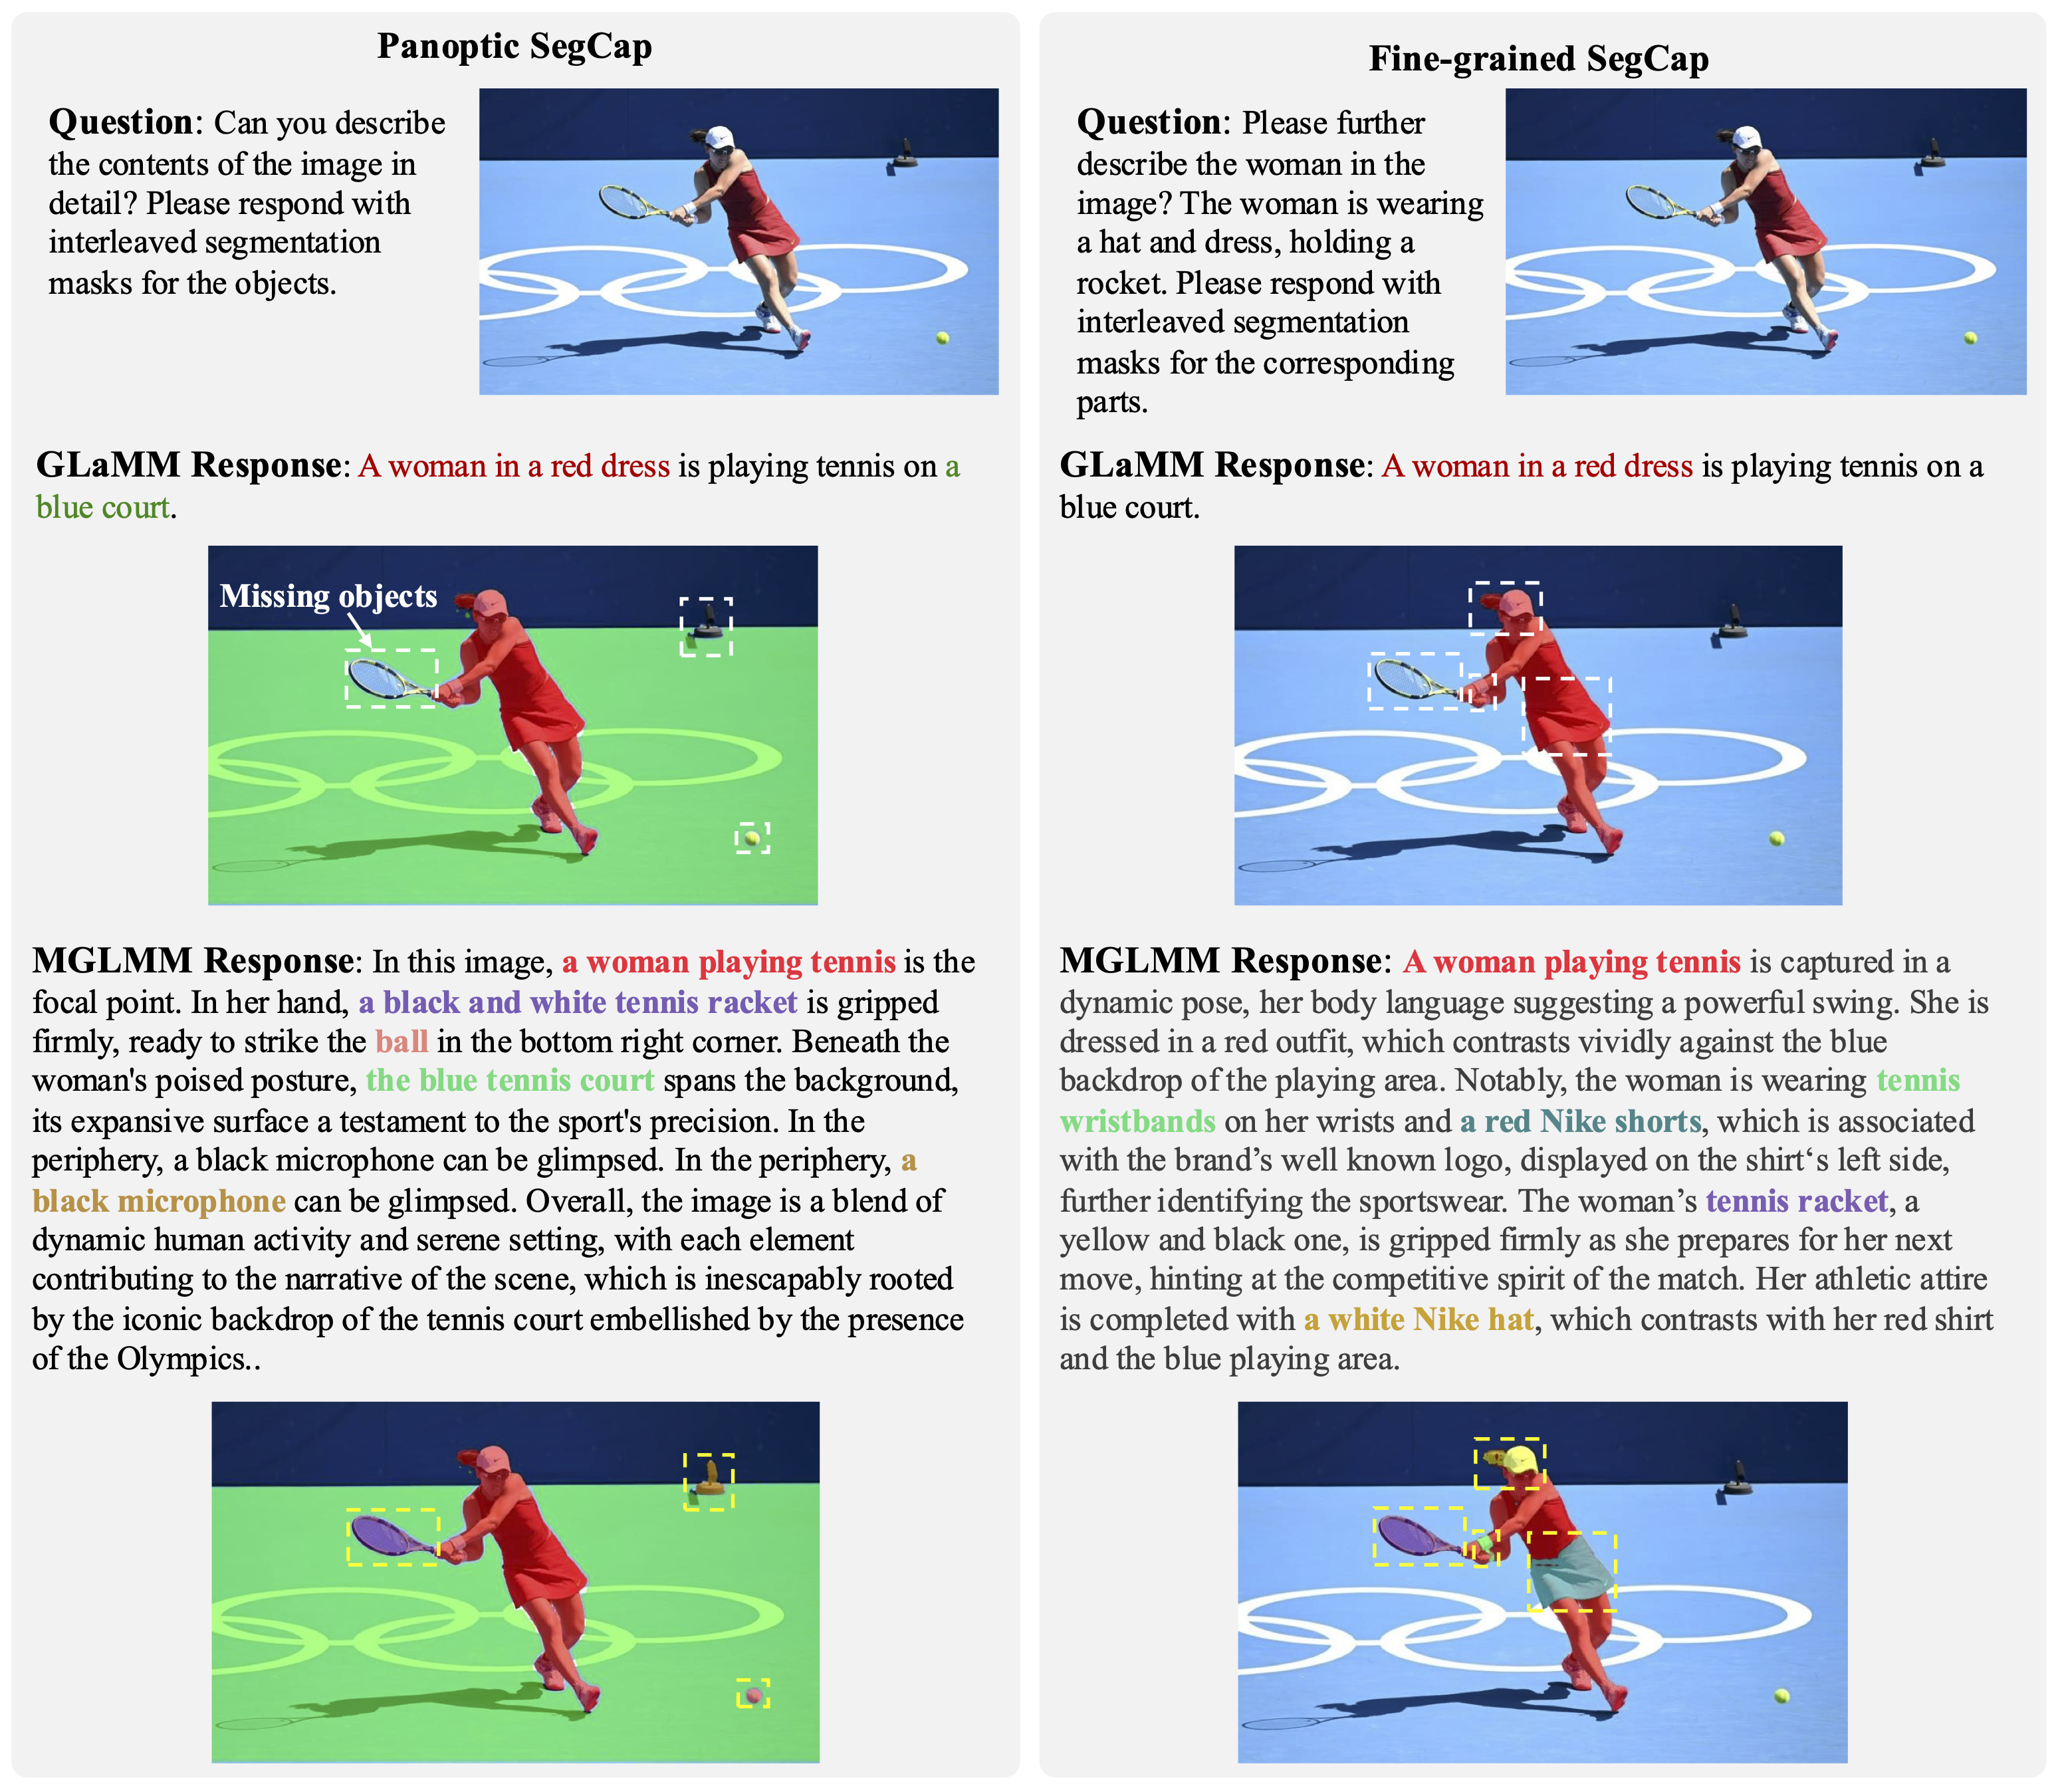 Panoptic SegCap
Question: Can you describe
the contents of the image in
detail? Please respond with
interleaved segmentation
masks for the objects.
GLaMM Response: A woman in a red dress is playing tennis on a
blue court.
Missing objects
MGLMM Response: In this image, a woman playing tennis is the
focal point. In her hand, a black and white tennis racket is gripped
firmly, ready to strike the ball in the bottom right corner. Beneath the
woman's poised posture, the blue tennis court spans the background,
its expansive surface a testament to the sport's precision. In the
periphery, a black microphone can be glimpsed. In the periphery, a
black microphone can be glimpsed. Overall, the image is a blend of
dynamic human activity and serene setting, with each element
contributing to the narrative of the scene, which is inescapably rooted
by the iconic backdrop of the tennis court embellished by the presence
of the Olympics..
Fine-grained SegCap
Question: Please further
describe the woman in the
image? The woman is wearing
a hat and dress, holding a
rocket. Please respond with
interleaved segmentation
masks for the corresponding
parts.
GLaMM Response: A woman in a red dress is playing tennis on a
blue court.
MGLMM Response: A woman playing tennis is captured in a
dynamic pose, her body language suggesting a powerful swing. She is
dressed in a red outfit, which contrasts vividly against the blue
backdrop of the playing area. Notably, the woman is wearing tennis
wristbands on her wrists and a red Nike shorts, which is associated
with the brand’s well known logo, displayed on the shirt‘s left side,
further identifying the sportswear. The woman’s tennis racket, a
yellow and black one, is gripped firmly as she prepares for her next
move, hinting at the competitive spirit of the match. Her athletic attire
is completed with a white Nike hat, which contrasts with her red shirt
and the blue playing area.